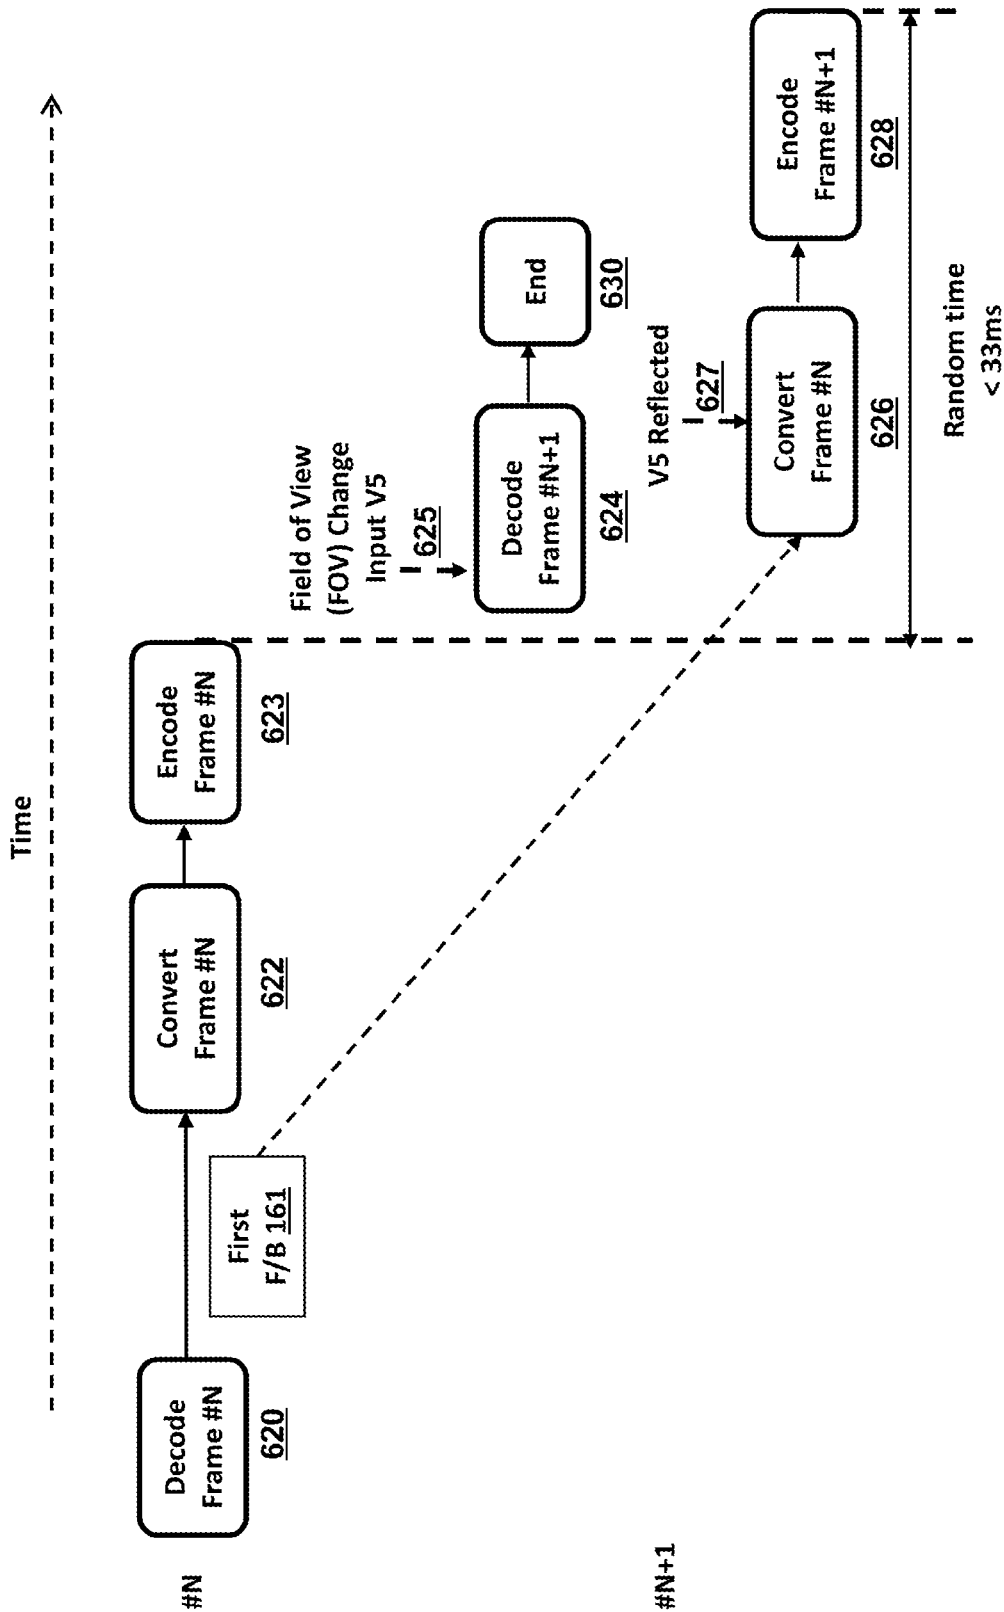 Time
#N
Decode
Frame #N
620
First
F/B 161
Convert
Frame #N
622
Encode
Frame #N
623
#N+1
Field of View
(FOV) Change
Input V5
625
Decode
Frame #N+1
624
End
630
V5 Reflected
627
Convert
Frame #N
626
Encode
Frame #N+1
628
Random time
< 33ms